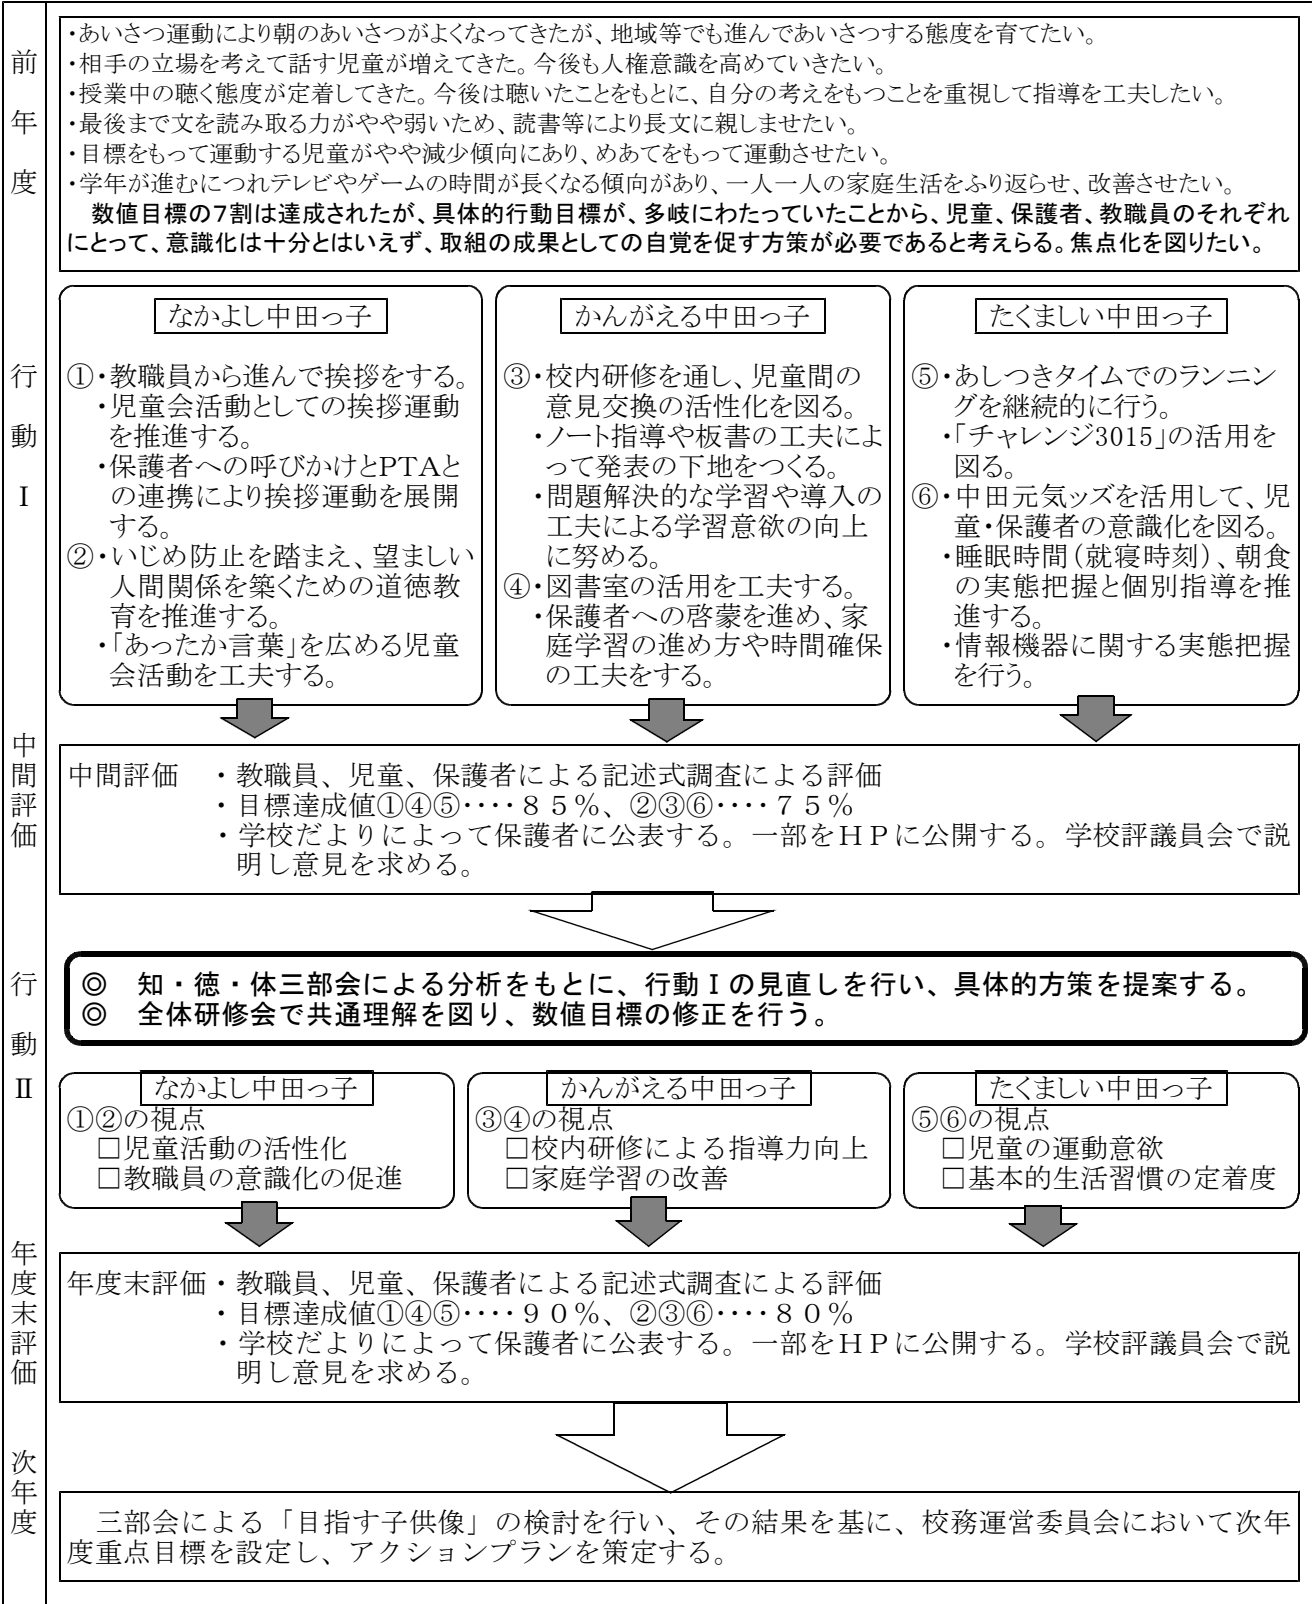 前年度
・あいさつ運動により朝のあいさつがよくなってきたが、地域等でも進んであいさつする態度を育てたい。
・相手の立場を考えて話す児童が増えてきた。今後も人権意識を高めていきたい。
・授業中の聴く態度が定着してきた。今後は聴いたことをもとに、自分の考えをもつことを重視して指導を工夫したい。
・最後まで文を読み取る力がやや弱いため、読書等により長文に親しませたい。
・目標をもって運動する児童がやや減少傾向にあり、めあてをもって運動させたい。
・学年が進むにつれテレビやゲームの時間が長くなる傾向があり、一人一人の家庭生活をふり返らせ、改善させたい。
数値目標の7割は達成されたが、具体的行動目標が、多岐にわたっていたことから、児童、保護者、教職員のそれぞれ
にとって、意識化は十分とはいえず、取組の成果としての自覚を促す方策が必要であると考えらる。焦点化を図りたい。
行動Ⅰ
なかよし中田っ子
①・教職員から進んで挨拶をする。
・児童会活動としての挨拶運動
を推進する。
・保護者への呼びかけとPTAと
の連携により挨拶運動を展開
する。
②・いじめ防止を踏まえ、望ましい
人間関係を築くための道徳教
育を推進する。
・「あったか言葉」を広める児童
会活動を工夫する。
かんがえる中田っ子
③・校内研修を通し、児童間の
意見交換の活性化を図る。
・ノート指導や板書の工夫によ
って発表の下地をつくる。
・問題解決的な学習や導入の
工夫による学習意欲の向上
に努める。
④・図書室の活用を工夫する。
・保護者への啓蒙を進め、家
庭学習の進め方や時間確保
の工夫をする。
たくましい中田っ子
⑤・あしつきタイムでのランニン
グを継続的に行う。
・「チャレンジ3015」の活用を
図る。
⑥・中田元気ッズを活用して、児
童・保護者の意識化を図る。
・睡眠時間(就寝時刻)、朝食
の実態把握と個別指導を推
進する。
・情報機器に関する実態把握
を行う。
中間評価
中間評価 ・教職員、児童、保護者による記述式調査による評価
・目標達成値①④⑤・・・・８５%、②③⑥・・・・７５%
・学校だよりによって保護者に公表する。一部をＨＰに公開する。学校評議員会で説
明し意見を求める。
行動Ⅱ
◎ 知・徳・体三部会による分析をもとに、行動Ⅰの見直しを行い、具体的方策を提案する。
◎ 全体研修会で共通理解を図り、数値目標の修正を行う。
なかよし中田っ子
①②の視点
□児童活動の活性化
□教職員の意識化の促進
かんがえる中田っ子
③④の視点
□校内研修による指導力向上
□家庭学習の改善
たくましい中田っ子
⑤⑥の視点
□児童の運動意欲
□基本的生活習慣の定着度
年度末評価
年度末評価・教職員、児童、保護者による記述式調査による評価
・目標達成値①④⑤・・・・９０%、②③⑥・・・・８０%
・学校だよりによって保護者に公表する。一部をＨＰに公開する。学校評議員会で説
明し意見を求める。
次年度
三部会による「目指す子供像」の検討を行い、その結果を基に、校務運営委員会において次年
度重点目標を設定し、アクションプランを策定する。